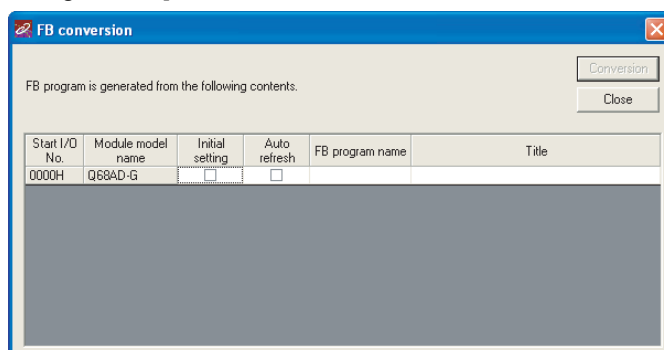 FB conversion
Conversion
FB program is generated from the following contents.
Close
Start I/O No. Module model name Initial setting Auto refresh FB program name Title
0000H Q68AD-G